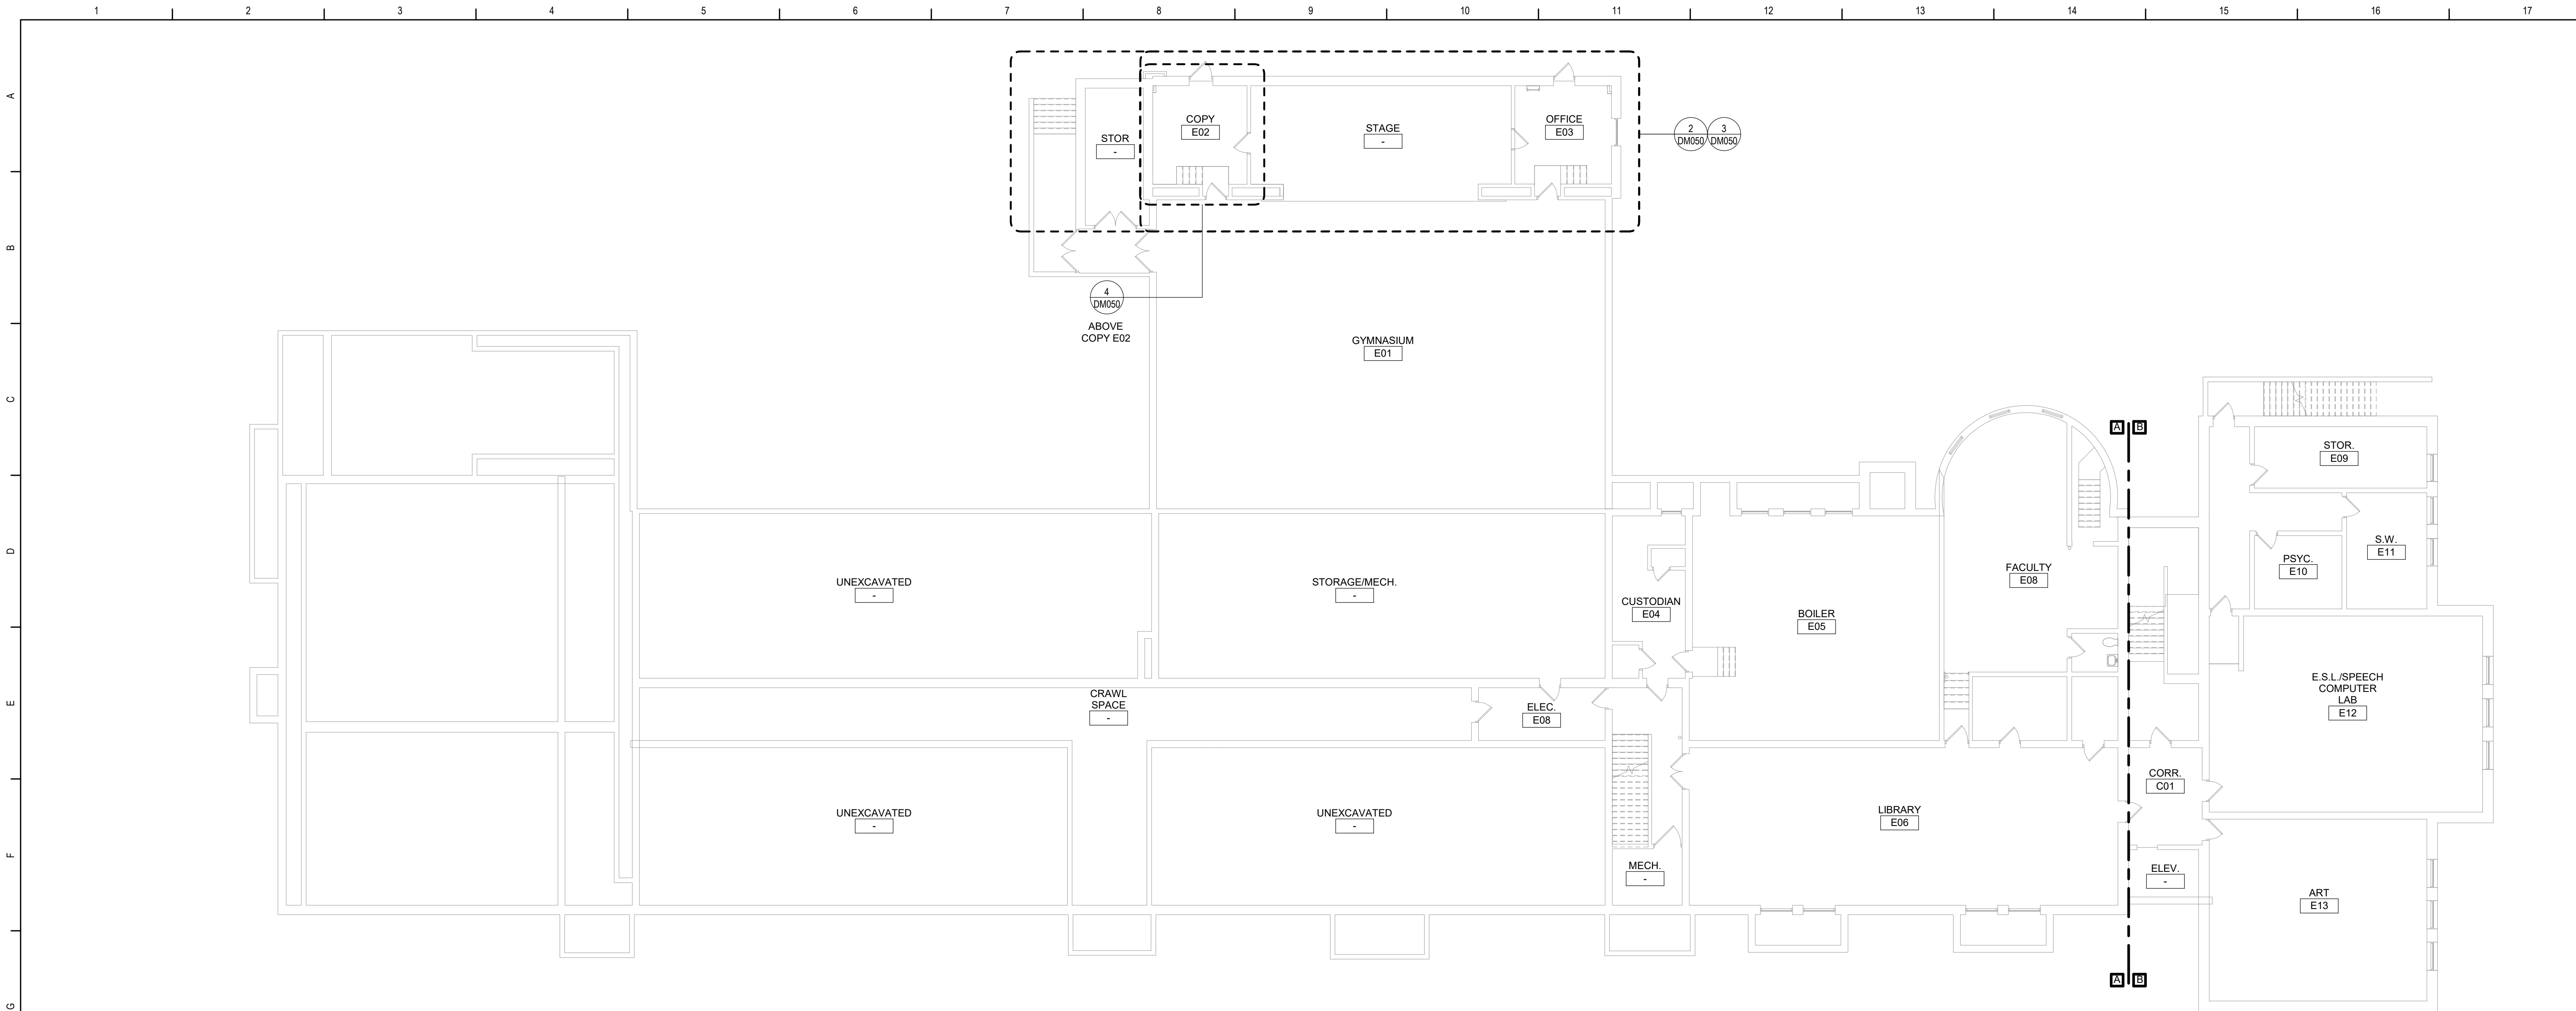 1 2 3 4 5 6 7 8 9 10 11 12 13 14 15 16 17
A
B
C
D
E
F
G
STOR
-
COPY
E02
STAGE
-
OFFICE
E03
2
DM050
3
DM050
4
DM050
ABOVE
COPY E02
GYMNASIUM
E01
A B
STOR.
E09
UNEXCAVATED
-
STORAGE/MECH.
-
CUSTODIAN
E04
BOILER
E05
FACULTY
E08
PSYC.
E10
S.W.
E11
CRAWL
SPACE
-
ELEC.
E08
E.S.L./SPEECH
COMPUTER
LAB
E12
UNEXCAVATED
-
UNEXCAVATED
-
MECH.
-
LIBRARY
E06
CORR.
C01
ELEV.
-
ART
E13
A B